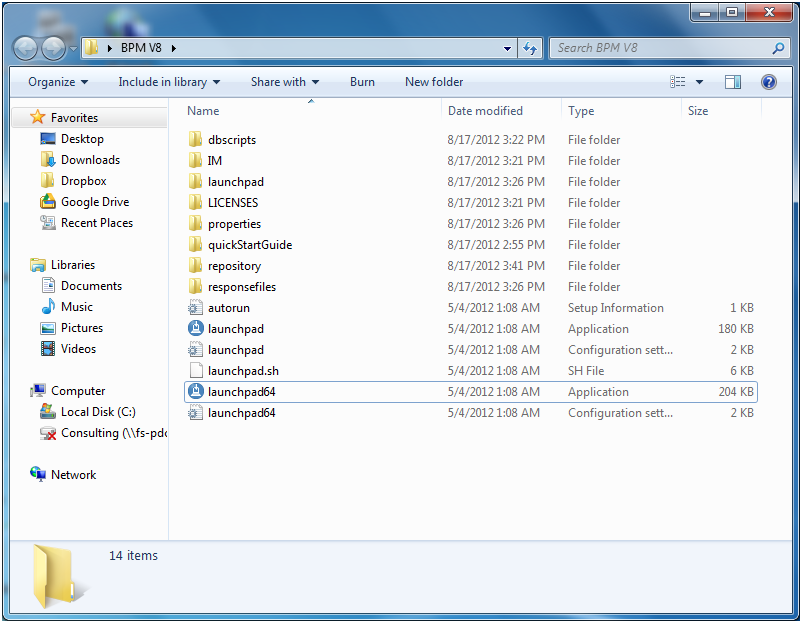 BPM V8
Search BPM V8
Organize Include in library Share with Burn New folder
Name Date modified Type Size
Favorites
Desktop
Downloads
Dropbox
Google Drive
Recent Places
Libraries
Documents
Music
Pictures
Videos
Computer
Local Disk (C:)
Consulting (\\fs-pdc
Network
dbscripts 8/17/2012 3:22 PM File folder
IM 8/17/2012 3:21 PM File folder
launchpad 8/17/2012 3:26 PM File folder
LICENSES 8/17/2012 3:21 PM File folder
properties 8/17/2012 3:26 PM File folder
quickStartGuide 8/17/2012 2:55 PM File folder
repository 8/17/2012 3:41 PM File folder
responsefiles 8/17/2012 3:26 PM File folder
autorun 5/4/2012 1:08 AM Setup Information 1 KB
launchpad 5/4/2012 1:08 AM Application 180 KB
launchpad 5/4/2012 1:08 AM Configuration sett... 2 KB
launchpad.sh 5/4/2012 1:08 AM SH File 6 KB
launchpad64 5/4/2012 1:08 AM Application 204 KB
launchpad64 5/4/2012 1:08 AM Configuration sett... 2 KB
14 items